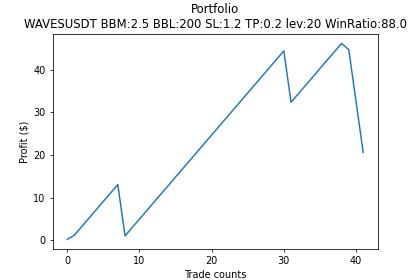 Portfolio
WAVESUSDT BBM:2.5 BBL:200 SL:1.2 TP:0.2 lev:20 WinRatio:88.0
Profit ($)
40
30
20
10
0
0 10 20 30 40
Trade counts